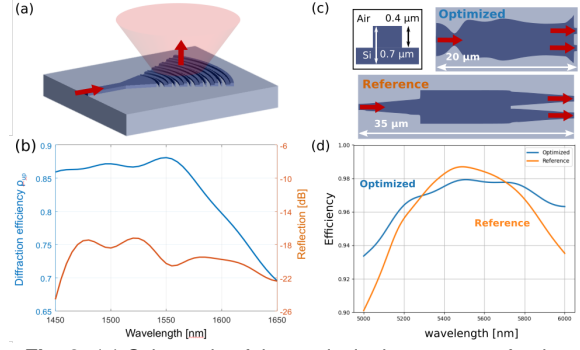 (a)
(c)
Air
0.4 μm
Si
0.7 μm
Optimized
20 μm
Reference
35 μm
(b)
0.9
0.85
0.8
0.75
0.7
0.65
Diffraction efficiency ρ
-6
-10
-14
-18
-22
-26
Reflection [dB]
1450
1500
1550
1600
1650
Wavelength [nm]
(d)
1.00
0.98
0.96
0.94
0.92
0.90
Efficiency
Optimized
Reference
Optimized
Reference
5000
5200
5400
5600
5800
6000
wavelength [nm]